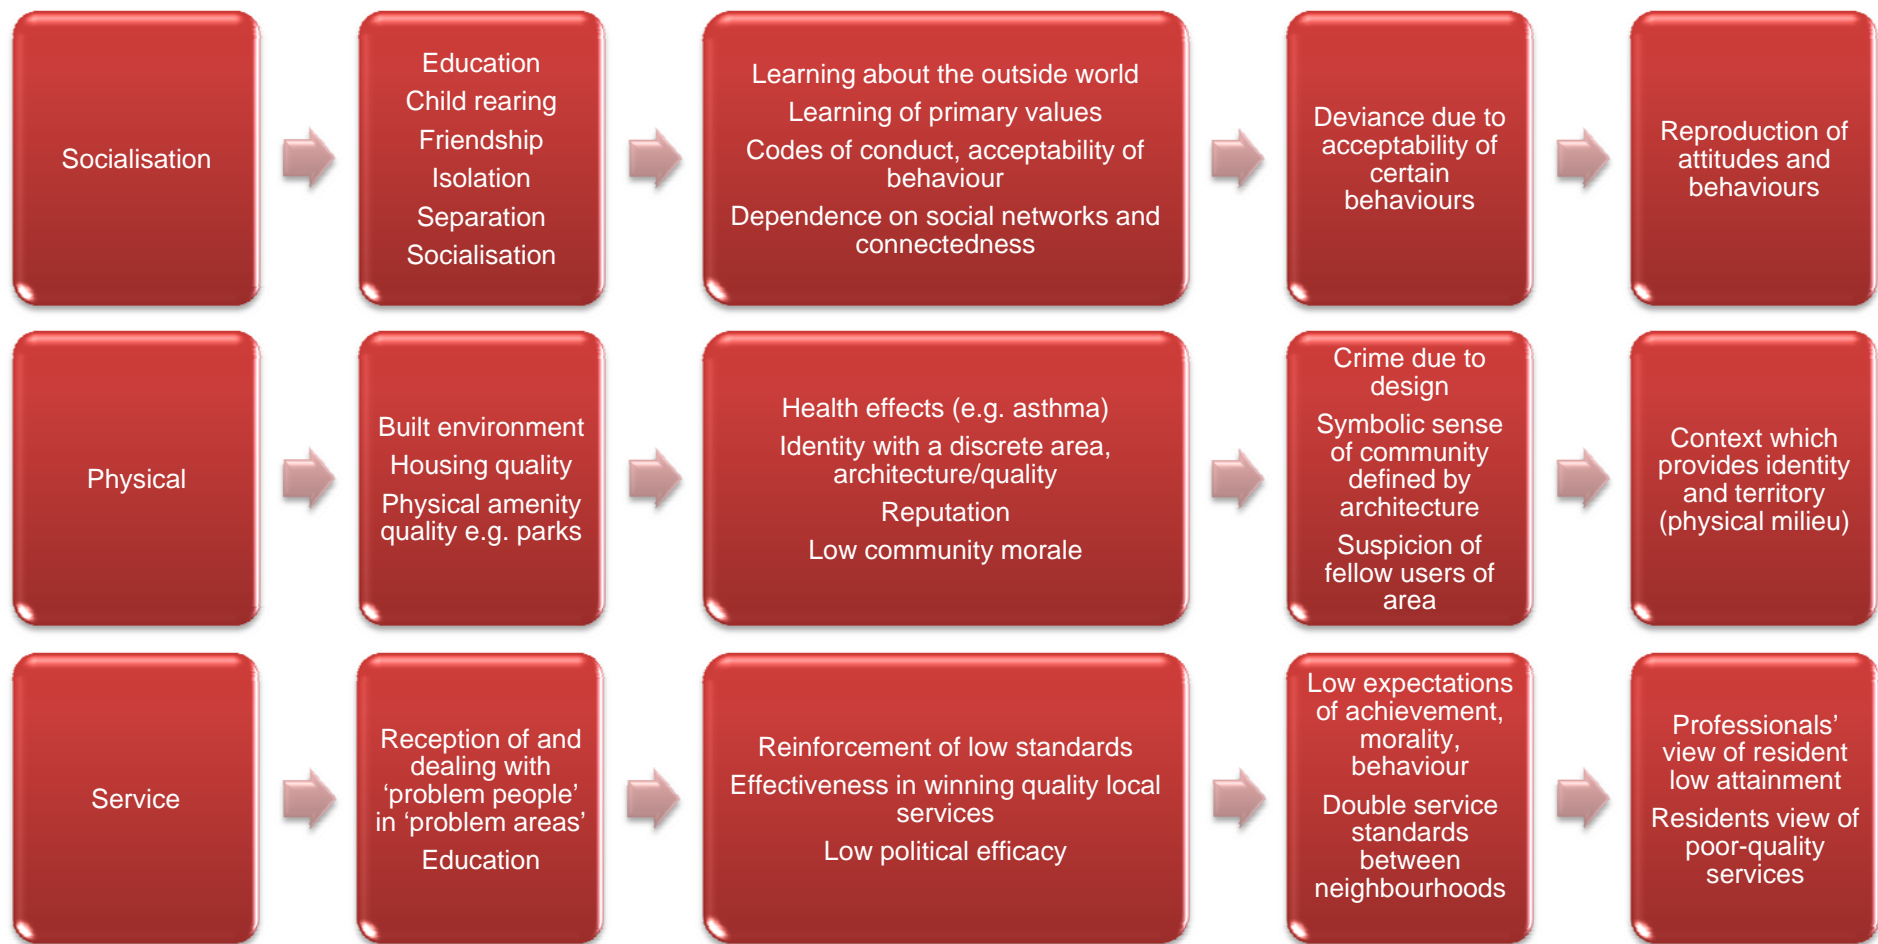 Socialisation
Education
Child rearing
Friendship
Isolation
Separation
Socialisation
Learning about the outside world
Learning of primary values
Codes of conduct, acceptability of
behaviour
Dependence on social networks and
connectedness
Deviance due to
acceptability of
certain
behaviours
Reproduction of
attitudes and
behaviours
Physical
Built environment
Housing quality
Physical amenity
quality e.g. parks
Health effects (e.g. asthma)
Identity with a discrete area,
architecture/quality
Reputation
Low community morale
Crime due to
design
Symbolic sense
of community
defined by
architecture
Suspicion of
fellow users of
area
Context which
provides identity
and territory
(physical milieu)
Service
Reception of and
dealing with
‘problem people’
in ‘problem areas’
Education
Reinforcement of low standards
Effectiveness in winning quality local
services
Low political efficacy
Low expectations
of achievement,
morality,
behaviour
Double service
standards
between
neighbourhoods
Professionals’
view of resident
low attainment
Residents view of
poor-quality
services